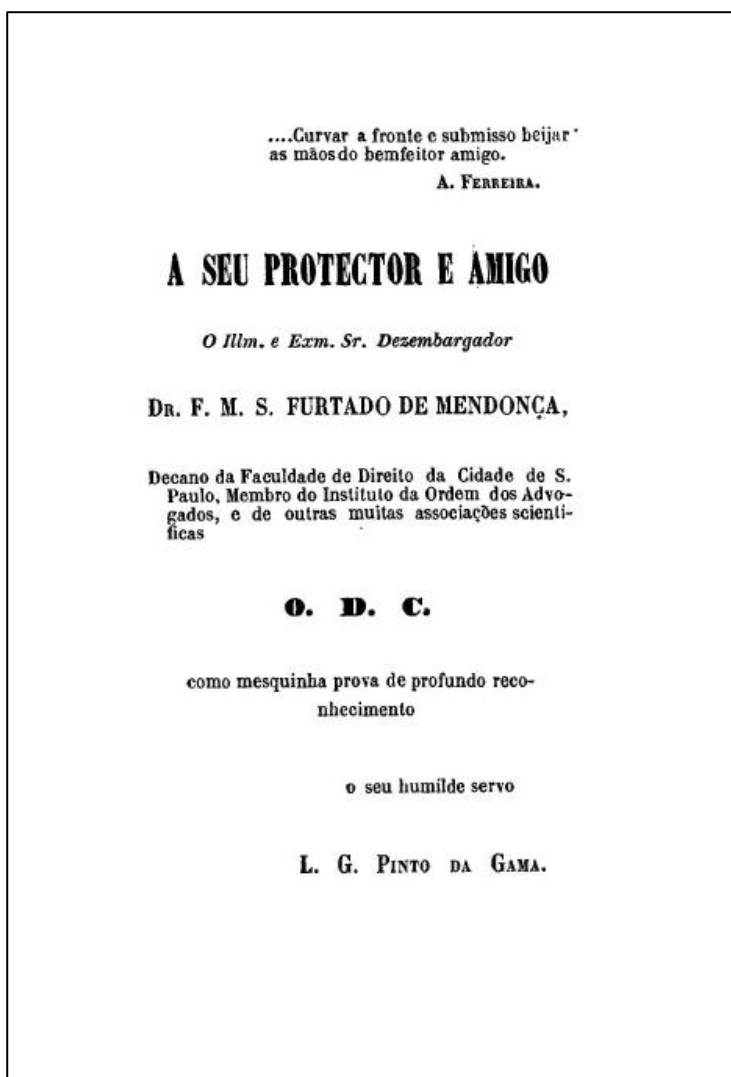 ....Curvar a fronte e submisso beijar
as mãos do bemfeitor amigo.
A. FERREIRA.
A SEU PROTECTOR E AMIGO
O Illm. e Exm. Sr. Dezembargador
DR. F. M. S. FURTADO DE MENDONÇA,
Decano da Faculdade de Direito da Cidade de S.
Paulo, Membro do Instituto da Ordem dos Advo-
gados, e de outras muitas associações scienti-
ficas
O. D. C.
como mesquinha prova de profundo reco-
nhecimento
o seu humilde servo
L. G. PINTO DA GAMA.